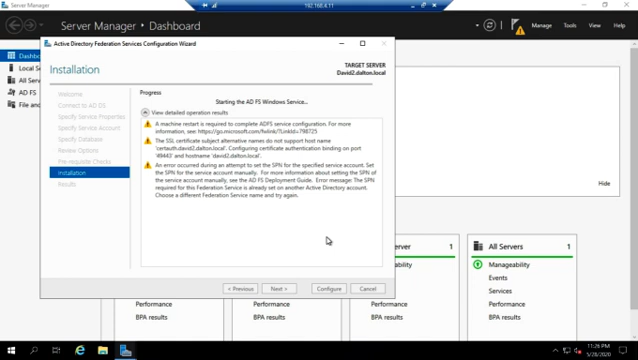 Server Manager
192.168.4.11
Server Manager • Dashboard
Manage
Tools
View
Help
Active Directory Federation Services Configuration Wizard
Installation
TARGET SERVER
David2.dalton.local
Welcome
Connect to AD DS
Specify Service Properties
Specify Service Account
Specify Database
Review Options
Pre-requisite Checks
Installation
Results
Progress
Starting the AD FS Windows Service...
View detailed operation results
A machine restart is required to complete ADFS service configuration. For more
information, see: https://go.microsoft.com/fwlink/?LinkId=798725
The SSL certificate subject alternative names do not support host name
'certauth.david2.dalton.local'. Configuring certificate authentication binding on port
'49443' and hostname 'david2.dalton.local'.
An error occurred during an attempt to set the SPN for the specified service account. Set
the SPN for the service account manually. For more information about setting the SPN of
the service account manually, see the AD FS Deployment Guide. Error message: The SPN
required for this Federation Service is already set on another Active Directory account.
Choose a different Federation Service name and try again.
< Previous
Next >
Configure
Cancel
Dashb
Local S
All Serv
AD FS
File and
Hide
erver
1
All Servers
1
ability
Manageability
Events
Services
Performance
BPA results
Performance
BPA results
Performance
BPA results
Performance
BPA results
11:26 PM
5/28/2020